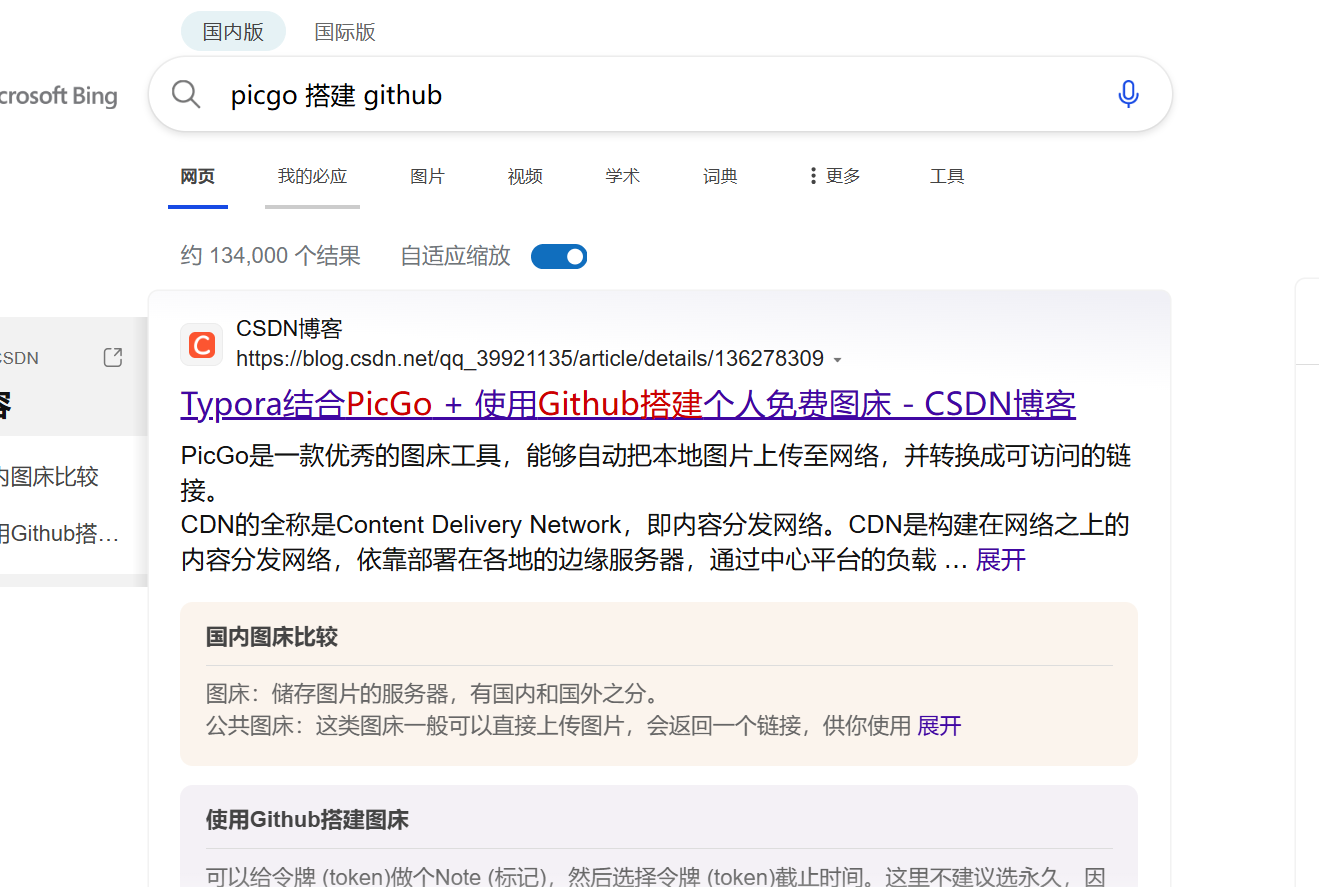 国内版 国际版
crosoft Bing
picgo 搭建 github
网页 我的必应 图片 视频 学术 词典 更多 工具
约 134,000 个结果 自适应缩放
CSDN博客
https://blog.csdn.net/qq_39921135/article/details/136278309
CSDN
Typora结合PicGo + 使用Github搭建个人免费图床 - CSDN博客
PicGo是一款优秀的图床工具，能够自动把本地图片上传至网络，并转换成可访问的链
接。
CDN的全称是Content Delivery Network，即内容分发网络。CDN是构建在网络之上的
内容分发网络，依靠部署在各地的边缘服务器，通过中心平台的负载 … 展开
内图床比较
用Github搭…
国内图床比较
图床：储存图片的服务器，有国内和国外之分。
公共图床：这类图床一般可以直接上传图片，会返回一个链接，供你使用 展开
使用Github搭建图床
可以给令牌 (token)做个Note (标记)，然后选择令牌 (token)截止时间。这里不建议选永久，因